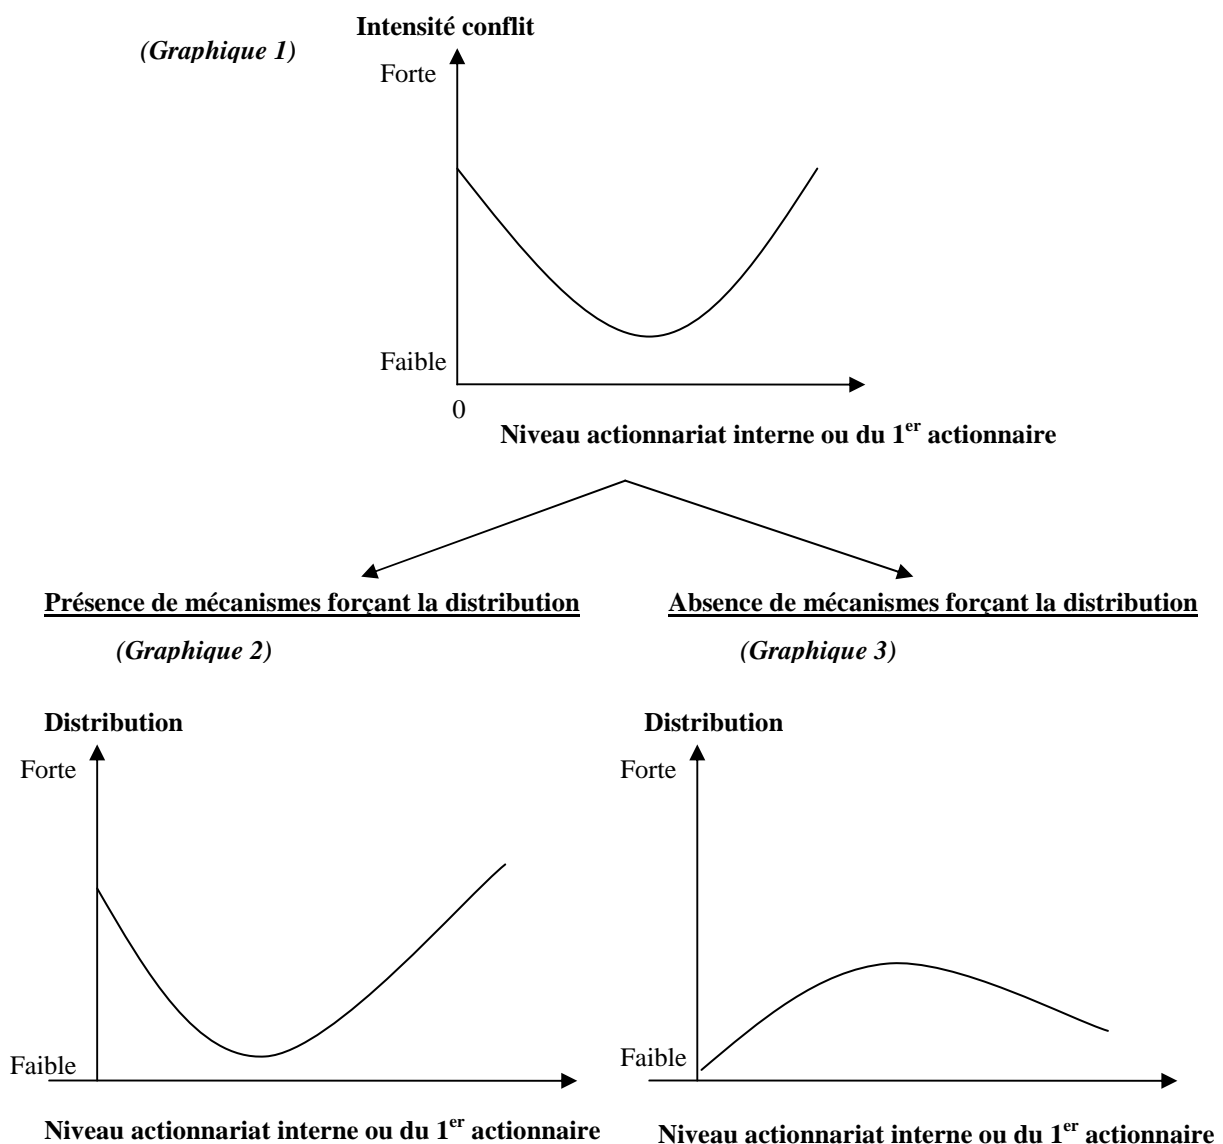 Intensité conflit
(Graphique 1)
Forte
Faible
0
Niveau actionnariat interne ou du 1er actionnaire
Présence de mécanismes forçant la distribution
Absence de mécanismes forçant la distribution
(Graphique 2)
(Graphique 3)
Distribution
Forte
Faible
Niveau actionnariat interne ou du 1er actionnaire
Distribution
Forte
Faible
Niveau actionnariat interne ou du 1er actionnaire